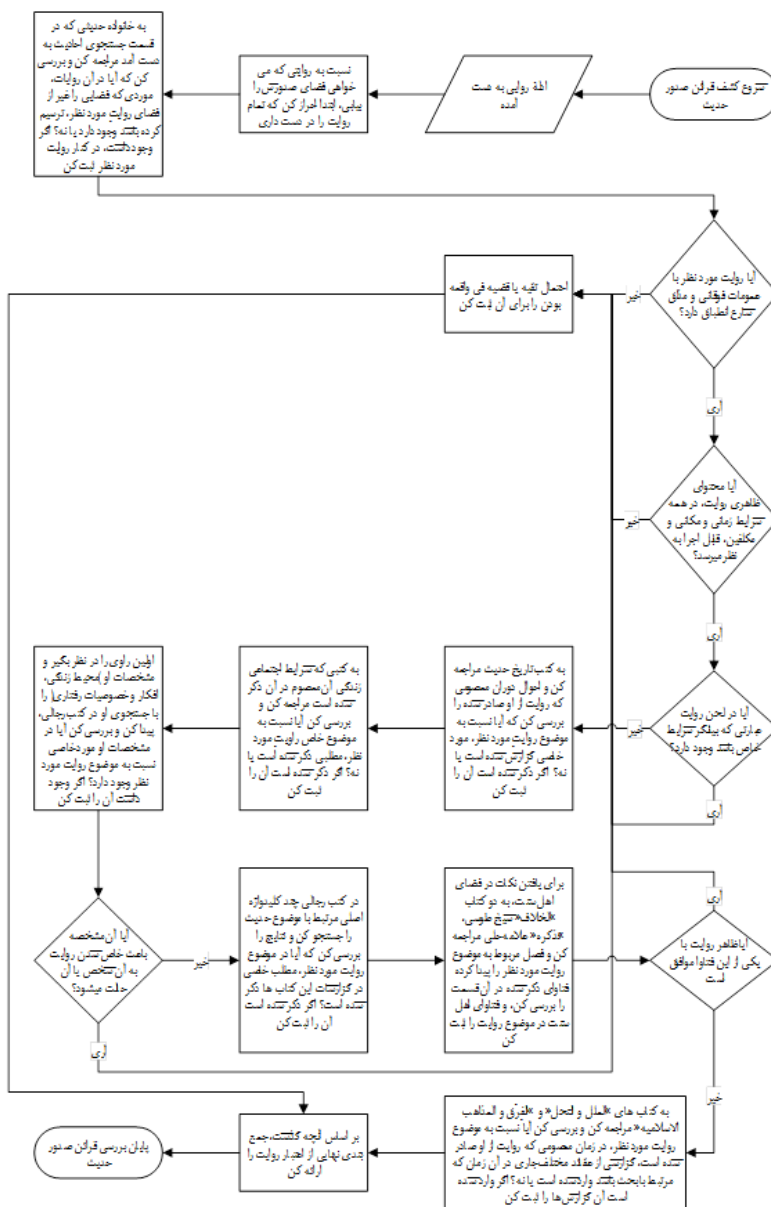 شروع کشف قرائن صدور
حدیث
ادلۀ روایی به دست
آمده
نسبت به روایتی که می
خواهی فضای صدورش را
بیابی، ابتدا احراز کن که تمام
روایت را در دست داری
به خانواده حدیثی که در
قسمت جستجوی احادیث به
دست آمد مراجعه کن و بررسی
کن که آیا در آن روایات،
موردی که فضایی را غیر از
فضای روایت مورد نظر، ترسیم
کرده باشد وجود دارد یا نه؟ اگر
وجود داشت، در کنار روایت
مورد نظر ثبت کن
آیا روایت مورد نظر با
عمومات فوقانی و مذاق
شارع انطباق دارد؟
خیر
احتمال تقیه یا قضیه فی واقعه
بودن را برای آن ثبت کن
آری
آیا محتوای
ظاهری روایت، در همه
شرایط زمانی و مکانی و
مکلفین، قابل اجرا به
نظر میرسد؟
خیر
آری
آیا در لحن روایت
عبارتی که بیانگر شرایط
خاص باشد وجود دارد؟
خیر
آری
به کتب تاریخ حدیث مراجعه
کن و احوال دوران معصومی
که روایت از او صادر شده را
بررسی کن که آیا نسبت به
موضوع روایت مورد نظر، مورد
خاصی گزارش شده است یا
نه؟ اگر ذکر شده است آن را
ثبت کن
به کتبی که شرایط اجتماعی
زندگی آن معصوم در آن ذکر
شده است مراجعه کن و
بررسی کن آیا نسبت به
موضوع خاص راویت مورد
نظر، مطلبی ذکر شده است یا
نه؟ اگر ذکر شده است آن را
ثبت کن
اولین راوی را در نظر بگیر و
مشخصات او )محیط زندگی،
افکار و خصوصیات رفتاری( را
با جستجوی او در کتب رجالی،
پیدا کن و بررسی کن آیا در
مشخصات او مورد خاصی
نسبت به موضوع روایت مورد
نظر وجود دارد؟ اگر وجود
داشت آن را ثبت کن
آیا آن مشخصه
باعث خاص شدن روایت
به آن شخص یا آن
حالت میشود؟
خیر
آری
در کتب رجالی چند کلیدواژه
اصلی مرتبط با موضوع حدیث
را جستجو کن و نتایج را
بررسی کن که آیا در موضوع
روایت مورد نظر، مطلب خاصی
در گزارشات این کتاب ها ذکر
شده است؟ اگر ذکر شده است
آن را ثبت کن
برای یافتن نکات در فضای
اهل سنت، به دو کتاب
»الخلاف« شیخ طوسی،
»تذکره« علامه حلی مراجعه
کن و فصل مربوط به موضوع
روایت مورد نظر را پیدا کرده
فتاوای ذکر شده در آن قسمت
را بررسی کن، و فتاوای اهل
سنت در موضوع روایت را ثبت
کن
آیا ظاهر روایت با
یکی از این فتاوا موافق
است
آری
خیر
به کتاب های »الملل و النحل« و »الفرق و المذاهب
الاسلامیه« مراجعه کن و بررسی کن آیا نسبت به موضوع
روایت مورد نظر، در زمان معصومی که روایت از او صادر
شده است، گزارشی از عقائد مختلف جاری در آن زمان که
مرتبط با بحث باشد وارد شده است یا نه؟ اگر وارد شده
است آن گزارش ها را ثبت کن
بر اساس آنچه گذشت، جمع
بندی نهایی از اعتبار روایت را
ارائه کن
پایان بررسی قرائن صدور
حدیث